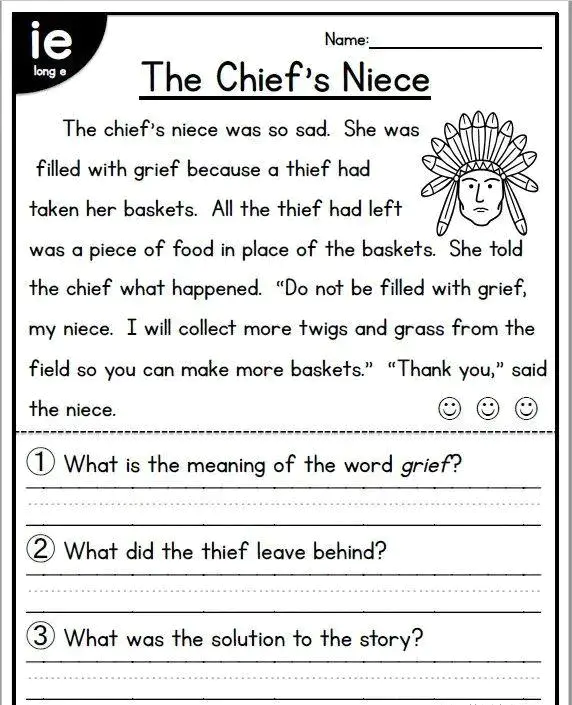 ie
long e
Name:
The Chief's Niece
The chief's niece was so sad. She was
filled with grief because a thief had
taken her baskets. All the thief had left
was a piece of food in place of the baskets. She told
the chief what happened. "Do not be filled with grief,
my niece. I will collect more twigs and grass from the
field so you can make more baskets." "Thank you," said
the niece.
1 What is the meaning of the word grief?
2 What did the thief leave behind?
3 What was the solution to the story?